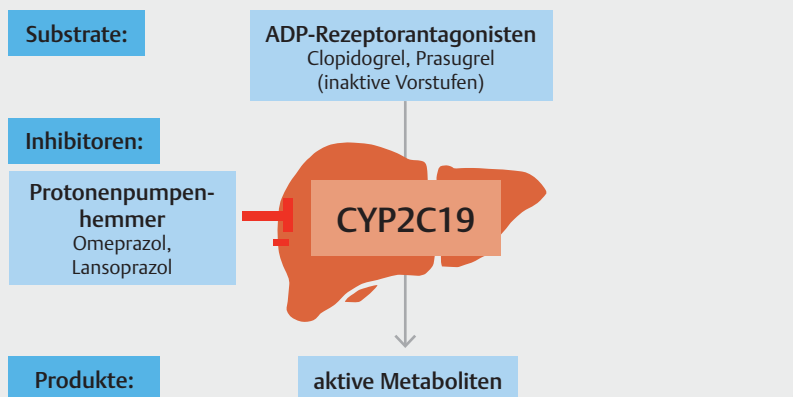 Substrate:
ADP-Rezeptorantagonisten
Clopidogrel, Prasugrel
(inaktive Vorstufen)
Inhibitoren:
Protonenpumpen-
hemmer
Omeprazol,
Lansoprazol
CYP2C19
Produkte:
aktive Metaboliten